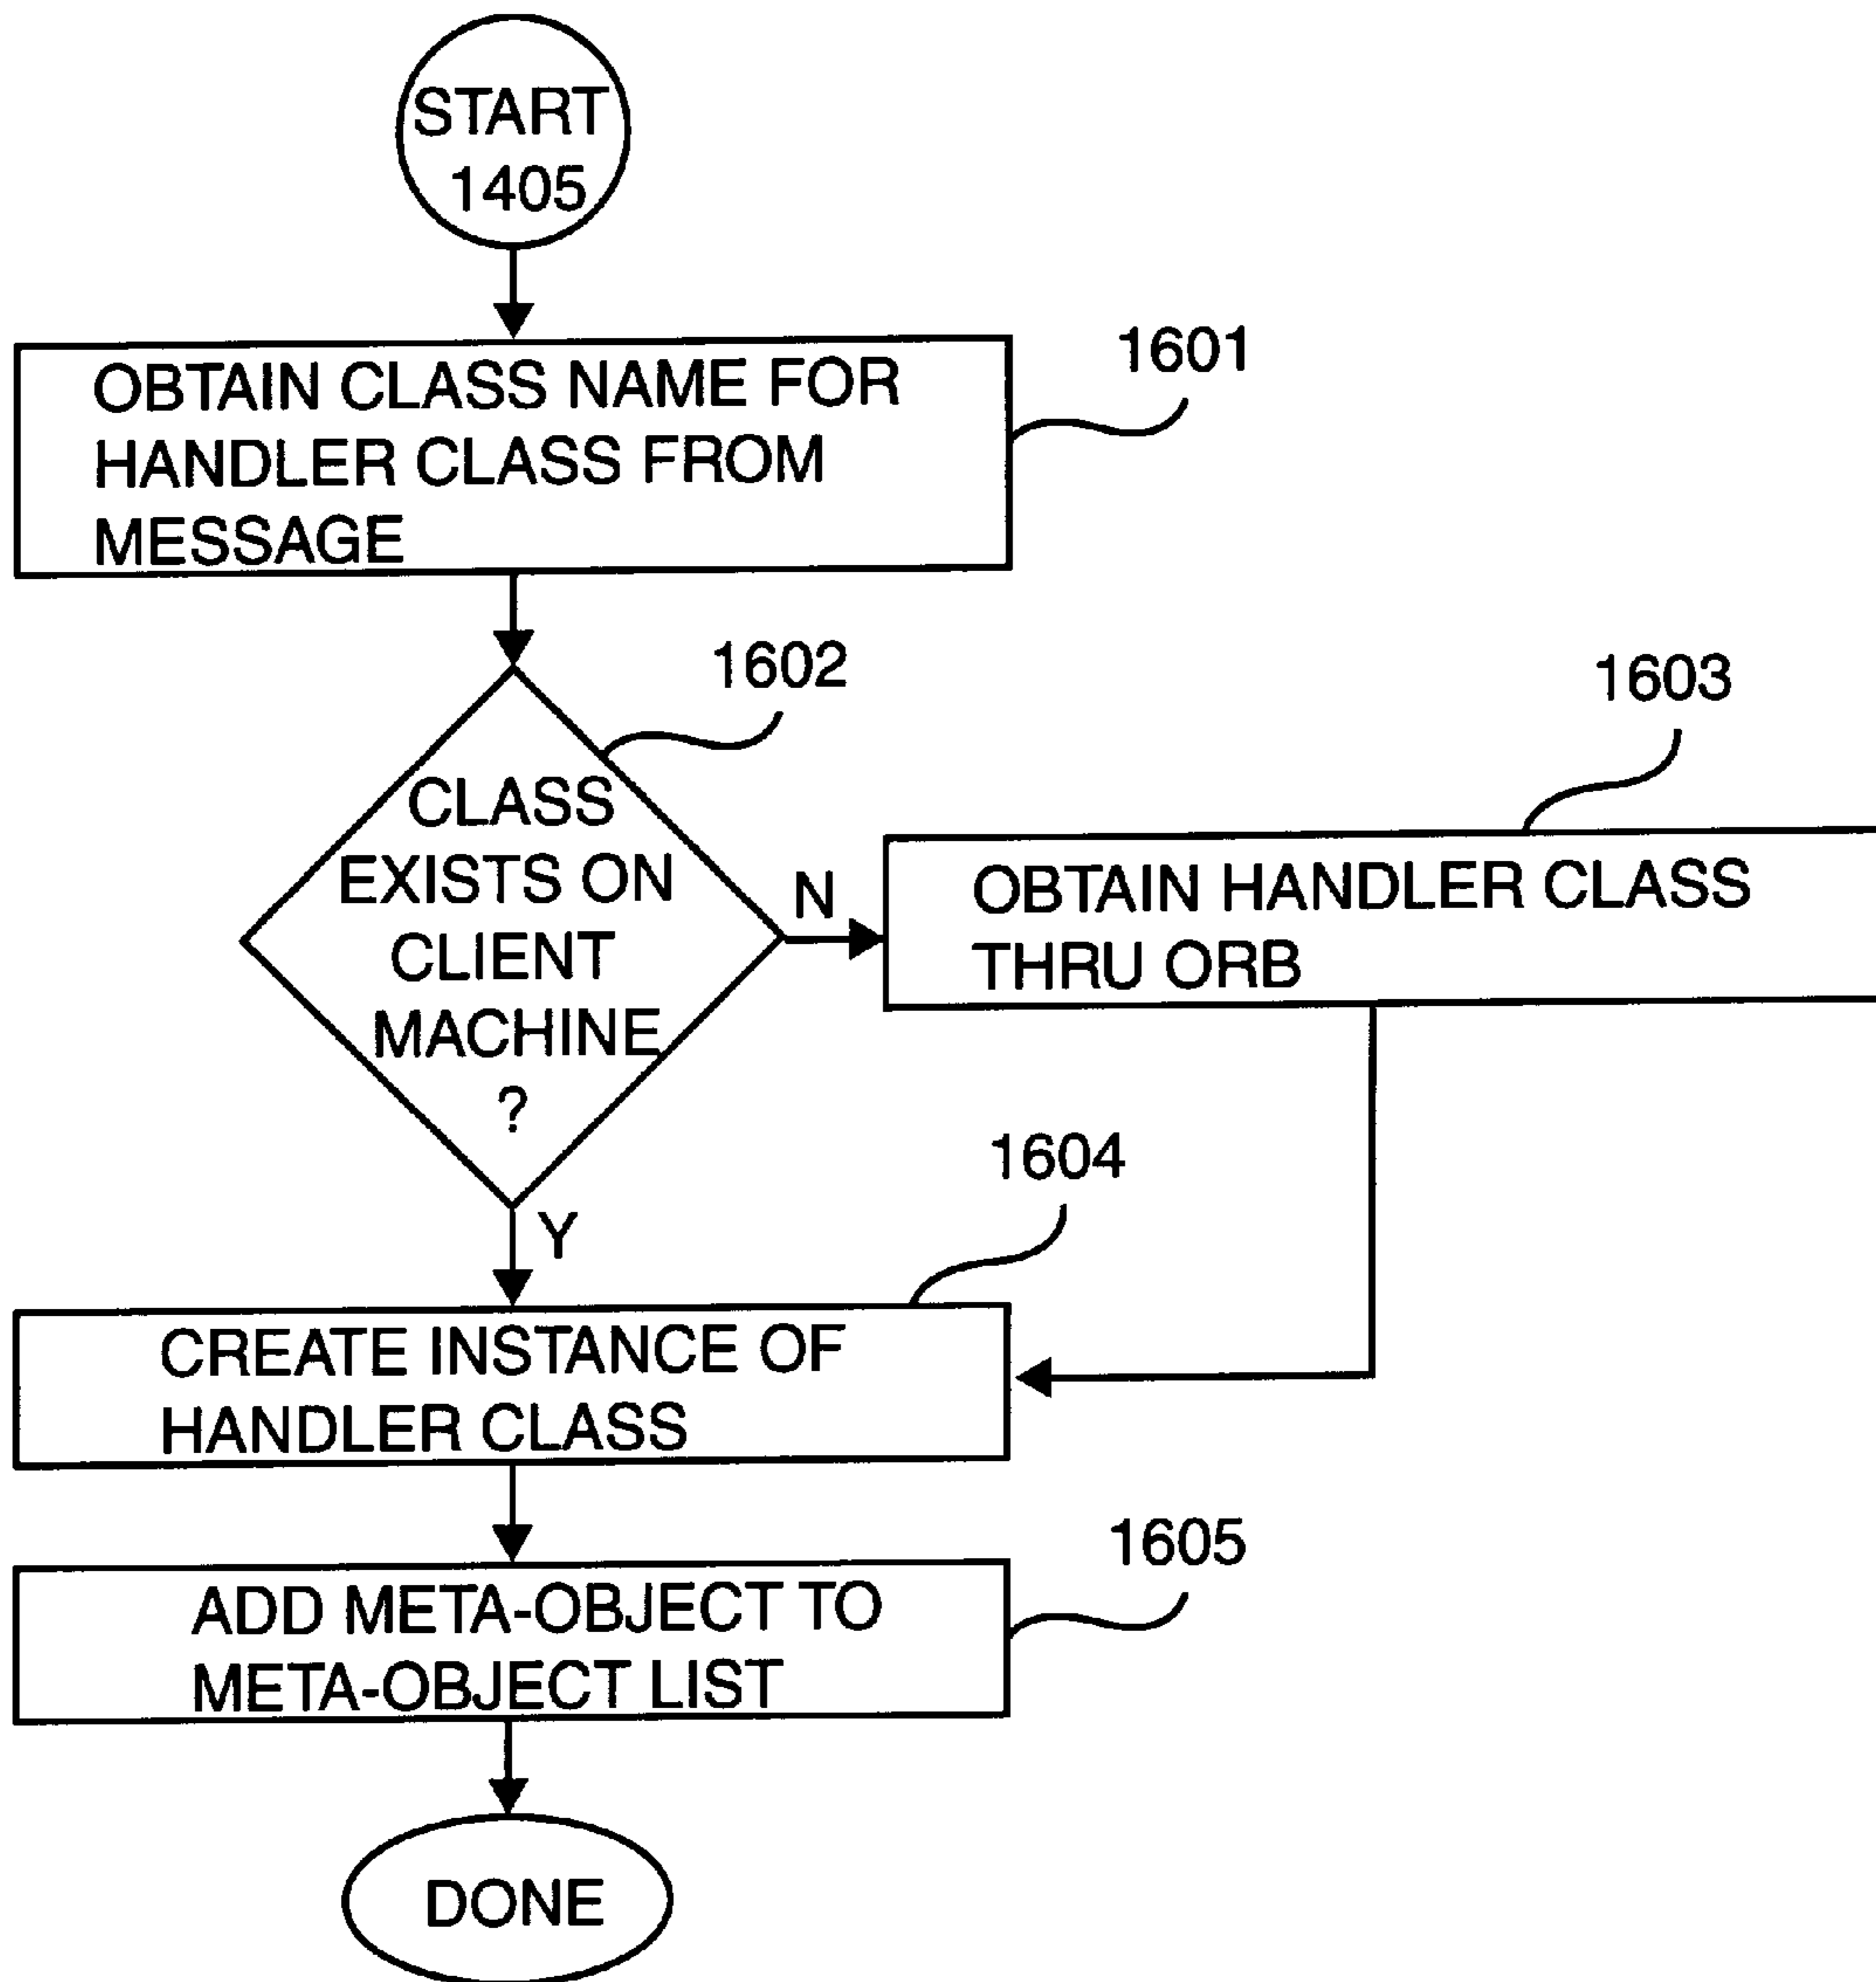 START
1405
1601
OBTAIN CLASS NAME FOR
HANDLER CLASS FROM
MESSAGE
1602
1603
CLASS
EXISTS ON
CLIENT
MACHINE
?
N
OBTAIN HANDLER CLASS
THRU ORB
1604
Y
CREATE INSTANCE OF
HANDLER CLASS
1605
ADD META-OBJECT TO
META-OBJECT LIST
DONE